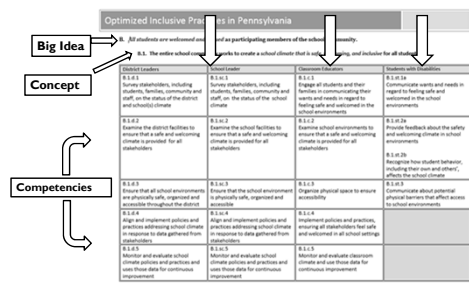 Optimized Inclusive Practices in Pennsylvania
Big Idea
B. All students are welcomed and as participating members of the school community.
B.1. The entire school works to create a school climate that is safe, and inclusive for all
Concept
District Leaders
School Leader
Classroom Educators
Students with Disabilities
B.1.d.1
Survey stakeholders, including
students, families, community and
staff, on the status of the district
and school(s) climate
B.1.sc.1
Survey stakeholders, including
students, families, community and
staff, on the status of the school
climate
B.1.c.1
Engage all students and their
families in communicating their
wants and needs in regard to
feeling safe and welcomed in the
school environments
B.1.st.1a
Communicate wants and needs in
regard to feeling safe and
welcomed in the school
environments
B.1.d.2
Examine the district facilities to
ensure that a safe and welcoming
climate is provided for all
stakeholders
B.1.sc.2
Examine the school facilities to
ensure that a safe and welcoming
climate is provided for all
stakeholders
B.1.c.2
Examine school environments to
ensure that a safe and welcoming
climate is provided for all
stakeholders
B.1.st.2a
Provide feedback about the safety
and welcoming climate in school
environments
B.1.st.2b
Recognize how student behavior,
including their own and others',
affects the school climate
Competencies
B.1.d.3
Ensure that all school environments
are physically safe, organized and
accessible throughout the district
B.1.sc.3
Ensure that the school environment
is physically safe, organized, and
accessible
B.1.c.3
Organize physical space to ensure
accessibility
B.1.st.3
Communicate about potential
physical barriers that affect access
to school environments
B.1.d.4
Align and implement policies and
practices addressing school climate
in response to data gathered from
stakeholders
B.1.sc.4
Align and implement policies and
practices addressing school climate
in response to data gathered from
stakeholders
B.1.c.4
Implement policies and practices,
ensuring all stakeholders feel safe
and welcomed in all school settings
B.1.d.5
Monitor and evaluate school
climate policies and practices and
uses those data for continuous
improvement
B.1.sc.5
Monitor and evaluate school
climate policies and practices and
uses those data for continuous
improvement
B.1.c.5
Monitor and evaluate classroom
climate and use those data for
continuous improvement